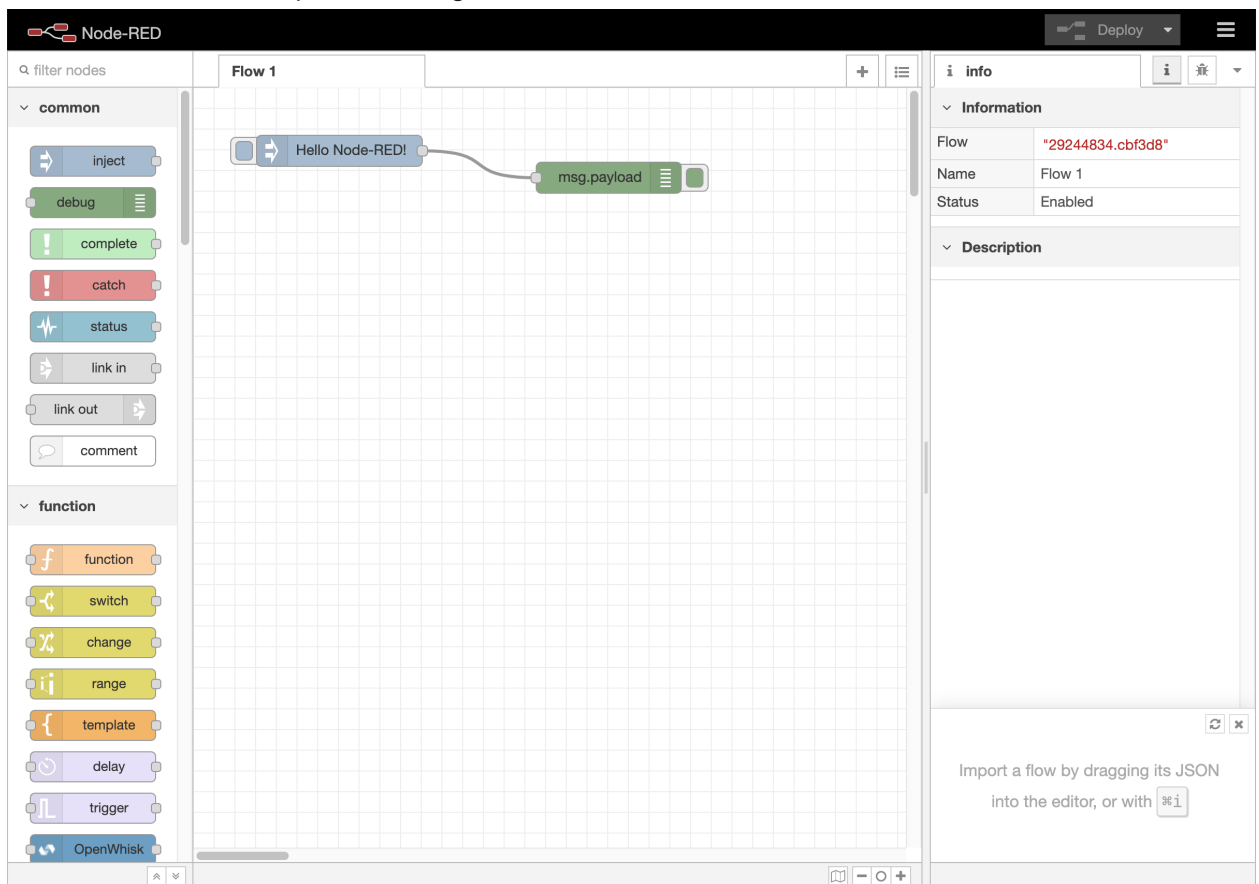 Node-RED
Deploy
filter nodes
Flow 1
i info
i
common
Information
inject
Hello Node-RED!
Flow "29244834.cbf3d8"
debug
msg.payload
Name Flow 1
Status Enabled
complete
Description
catch
status
link in
link out
comment
function
function
switch
change
range
template
delay
trigger
OpenWhisk
Import a flow by dragging its JSON
into the editor, or with ⌘i